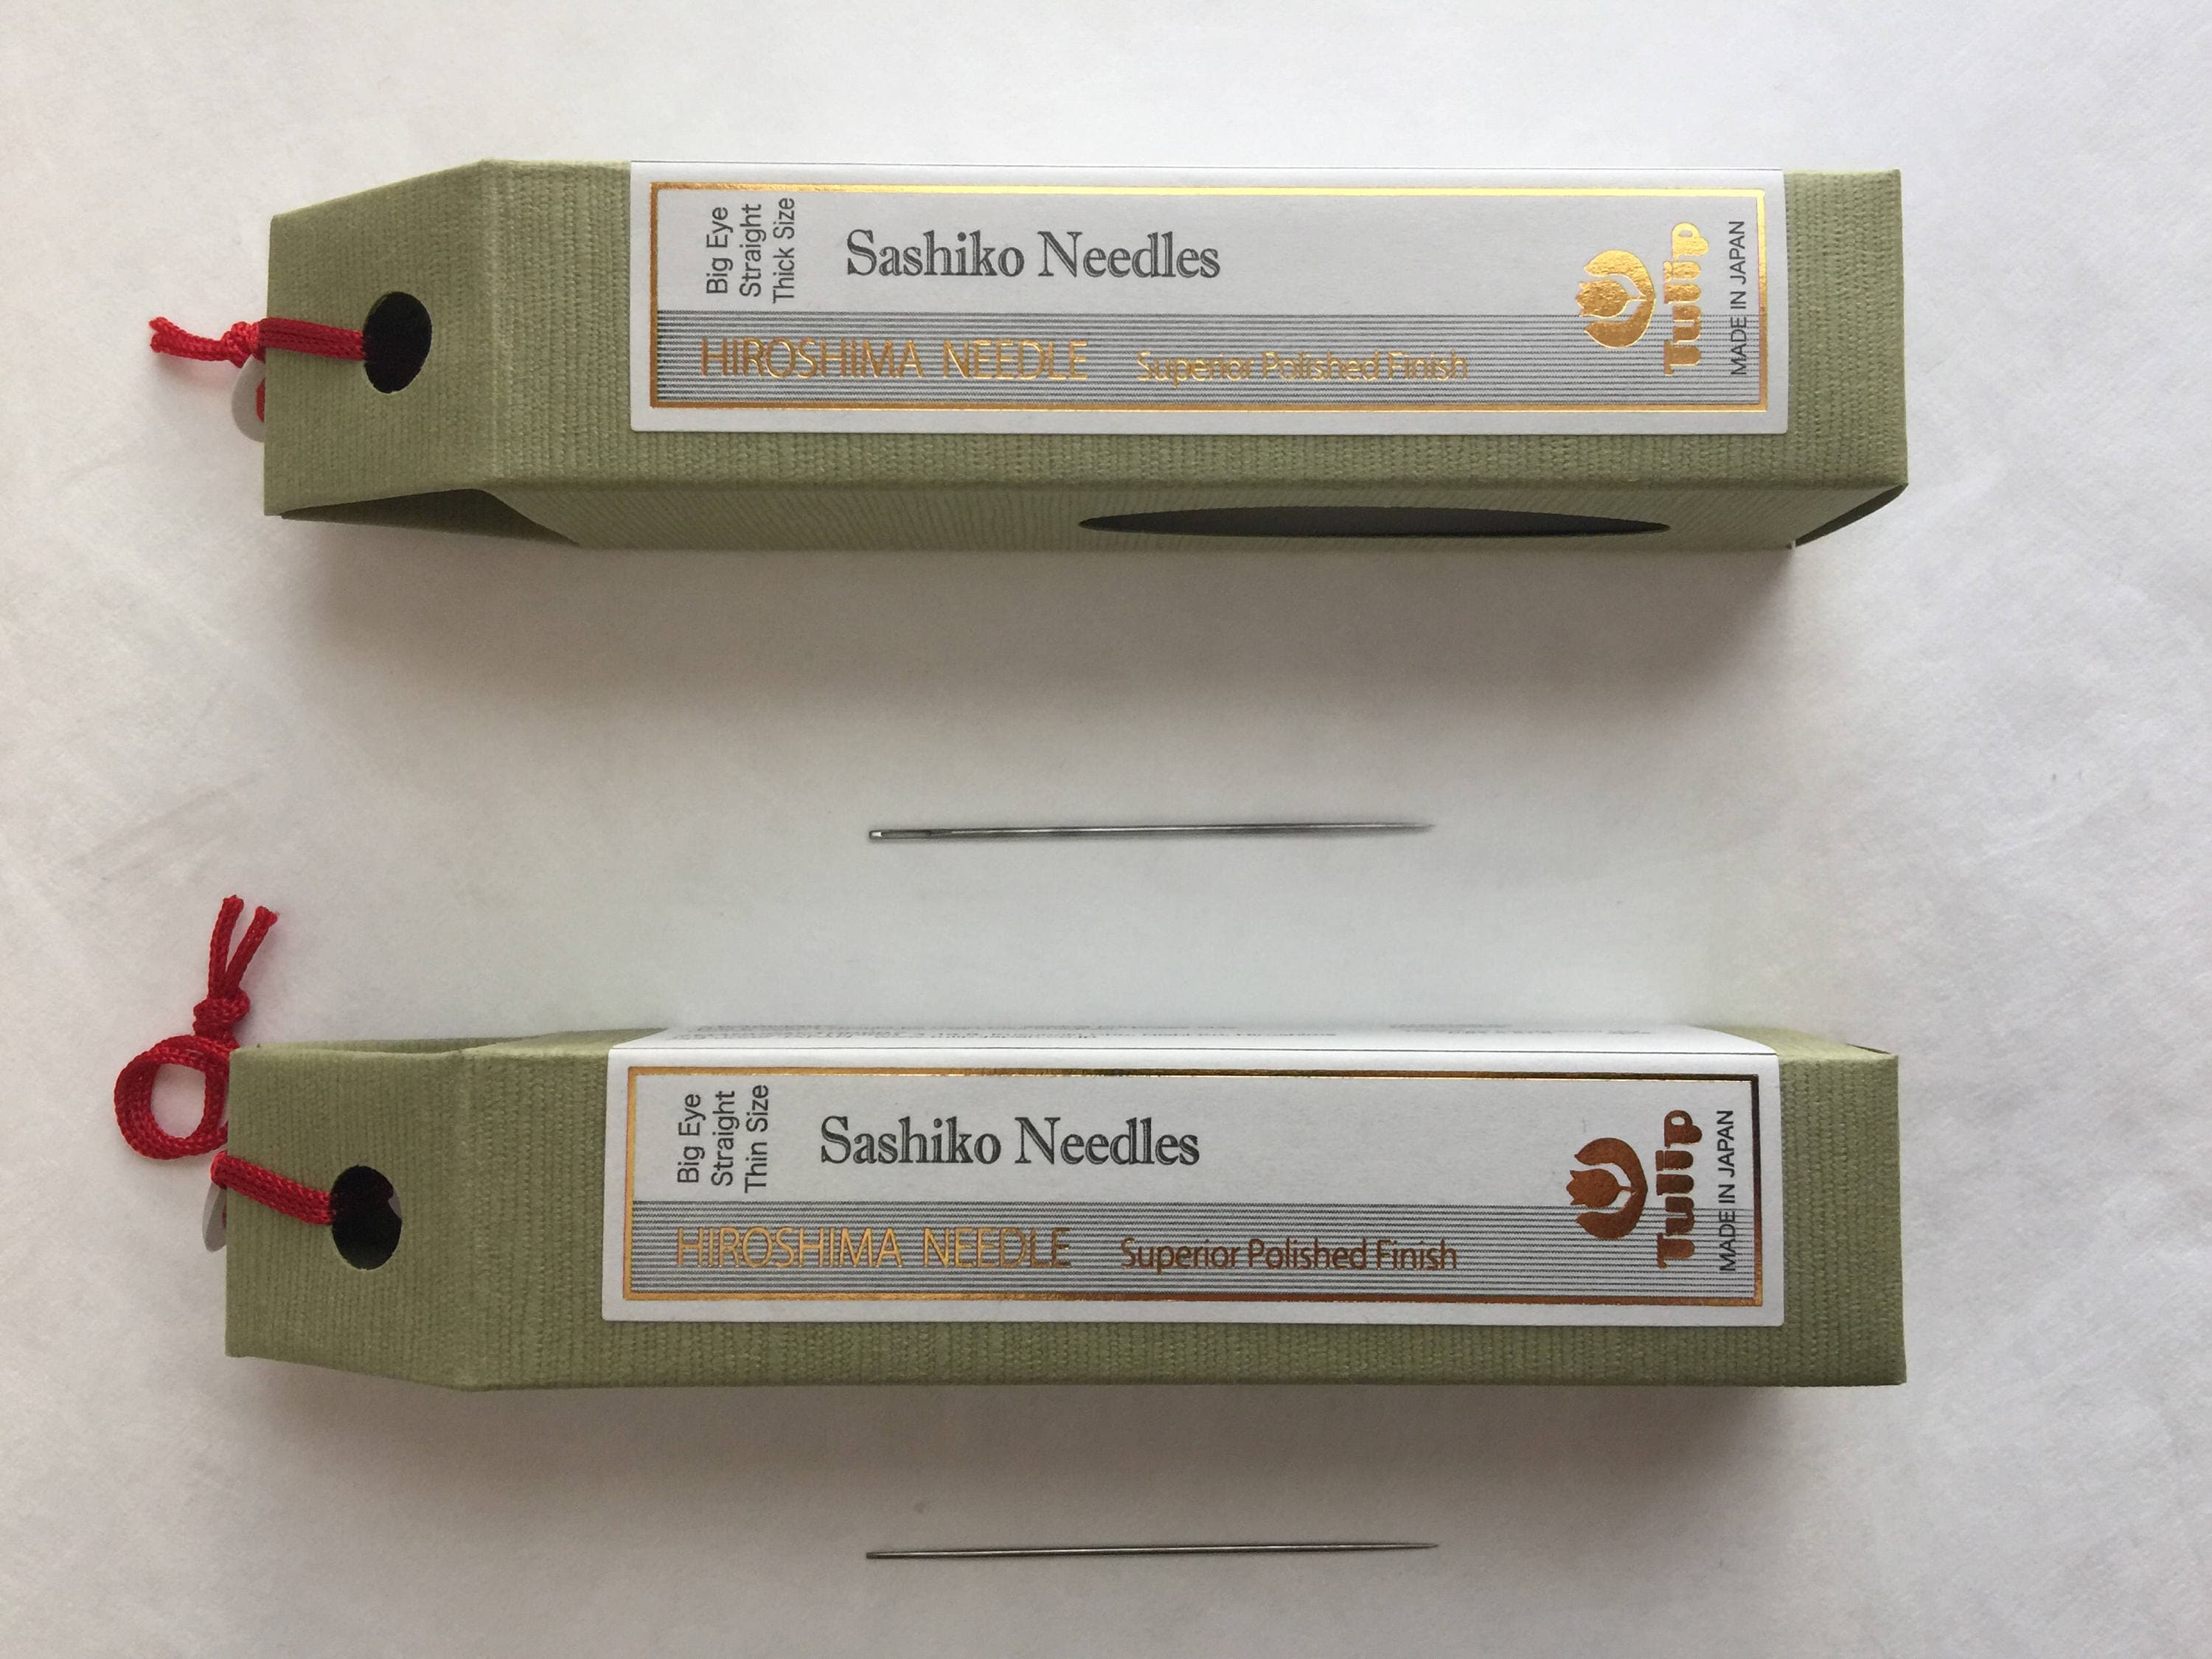 Big Eye
Straight
Thick Size
Sashiko Needles
HIROSHIMA NEEDLE Superior Polished Finish
Tulip
MADE IN JAPAN
Big Eye
Straight
Thin Size
Sashiko Needles
HIROSHIMA NEEDLE Superior Polished Finish
Tulip
MADE IN JAPAN